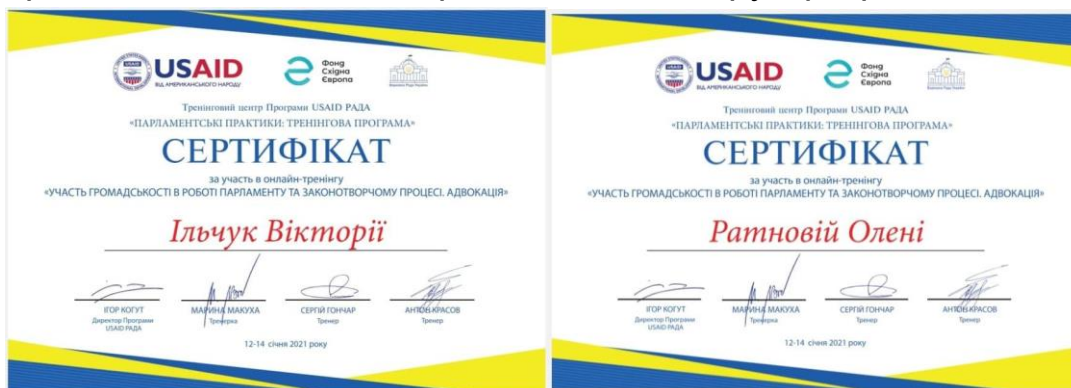 USAID
ВІД АМЕРИКАНСЬКОГО НАРОДУ
Фонд
Східна
Європа
Тренінговий центр Програми USAID РАДА
«ПАРЛАМЕНТСЬКІ ПРАКТИКИ: ТРЕНІНГОВА ПРОГРАМА»
СЕРТИФІКАТ
за участь в онлайн-тренінгу
«УЧАСТЬ ГРОМАДСЬКОСТІ В РОБОТІ ПАРЛАМЕНТУ ТА ЗАКОНОТВОРЧОМУ ПРОЦЕСІ. АДВОКАЦІЯ»
Ільчук Вікторії
ІГОР КОГУТ
Директор Програми
USAID РАДА
МАРИНА МАКУХА
Тренерка
СЕРГІЙ ГОНЧАР
Тренер
АНТОН КРАСОВ
Тренер
12-14 січня 2021 року
USAID
ВІД АМЕРИКАНСЬКОГО НАРОДУ
Фонд
Східна
Європа
Тренінговий центр Програми USAID РАДА
«ПАРЛАМЕНТСЬКІ ПРАКТИКИ: ТРЕНІНГОВА ПРОГРАМА»
СЕРТИФІКАТ
за участь в онлайн-тренінгу
«УЧАСТЬ ГРОМАДСЬКОСТІ В РОБОТІ ПАРЛАМЕНТУ ТА ЗАКОНОТВОРЧОМУ ПРОЦЕСІ. АДВОКАЦІЯ»
Ратновій Олені
ІГОР КОГУТ
Директор Програми
USAID РАДА
МАРИНА МАКУХА
Тренерка
СЕРГІЙ ГОНЧАР
Тренер
АНТОН КРАСОВ
Тренер
12-14 січня 2021 року